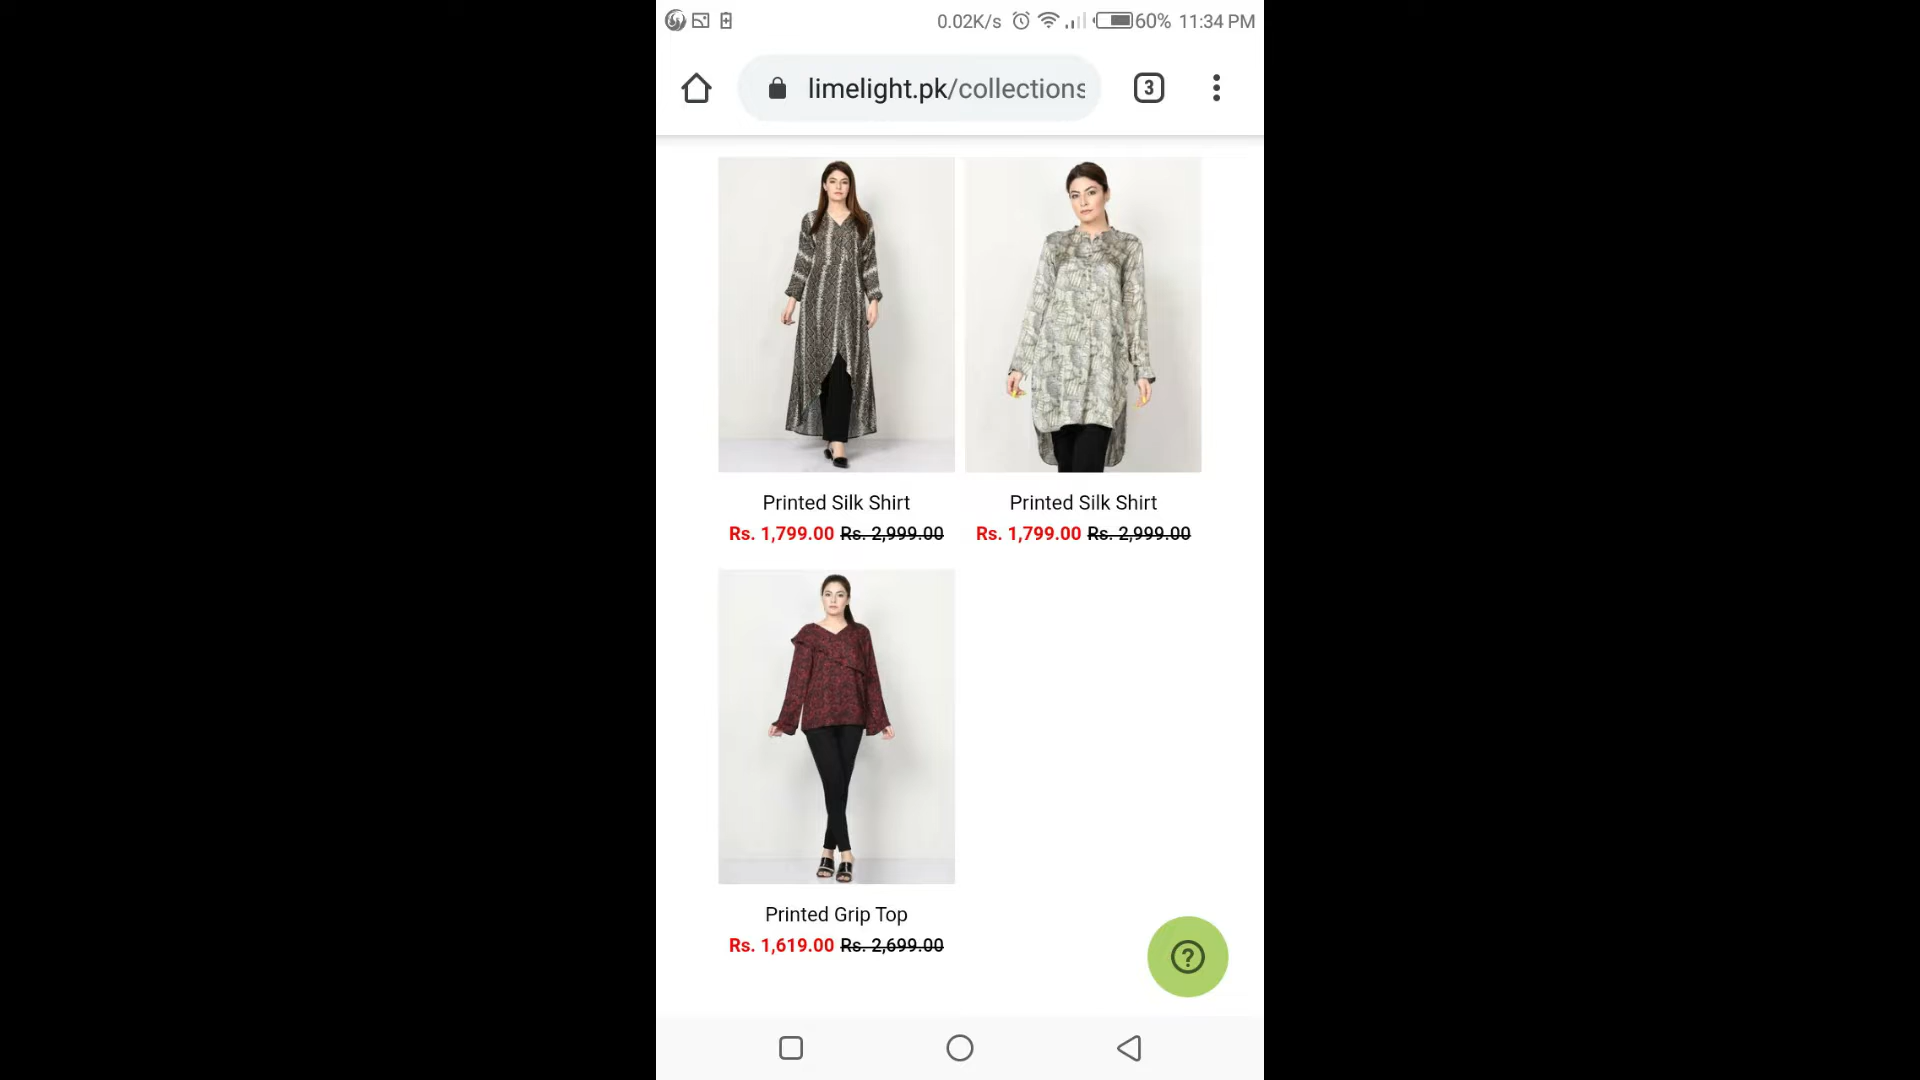 0.02K/s 60% 11:34 PM
limelight.pk/collections
3
Printed Silk Shirt
Rs. 1,799.00 Rs. 2,999.00
Printed Silk Shirt
Rs. 1,799.00 Rs. 2,999.00
Printed Grip Top
Rs. 1,619.00 Rs. 2,699.00
?